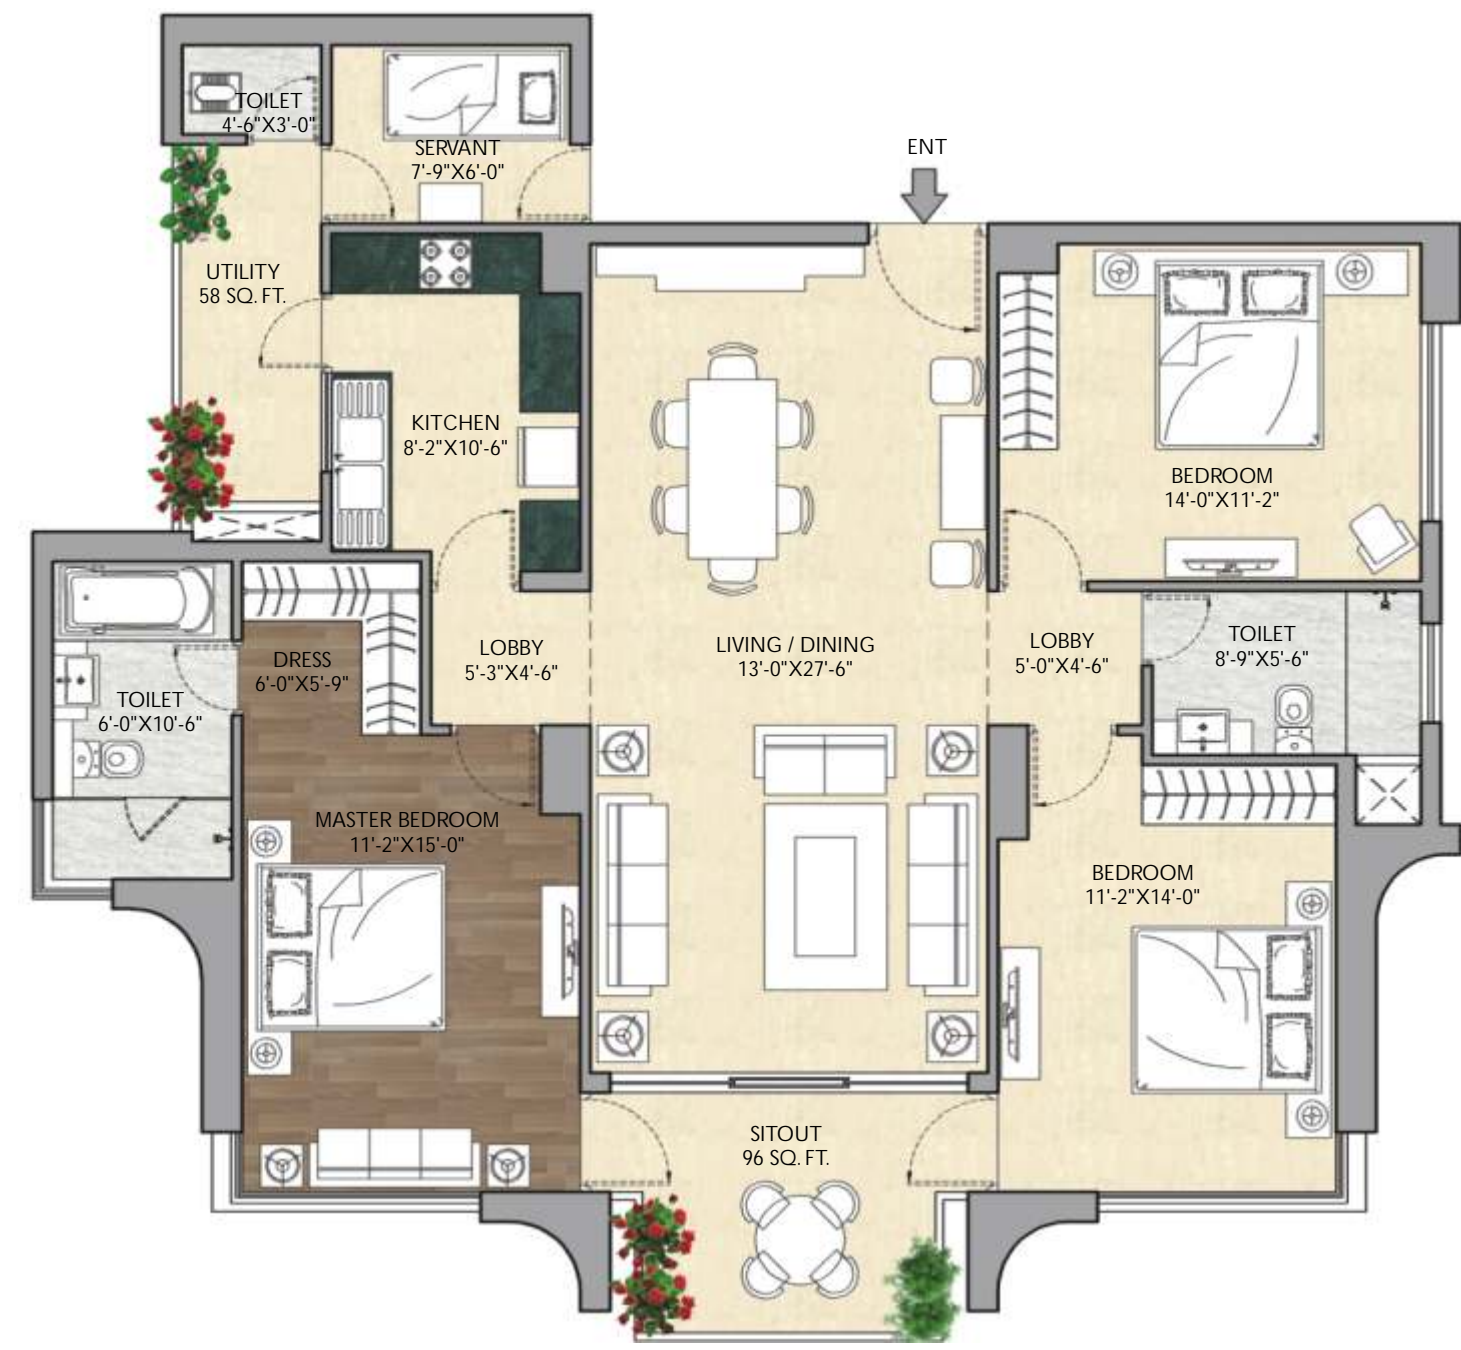 TOILET
4'-6"X3'-0"
SERVANT
7'-9"X6'-0"
ENT
UTILITY
58 SQ. FT.
KITCHEN
8'-2"X10'-6"
BEDROOM
14'-0"X11'-2"
LOBBY
5'-3"X4'-6"
LIVING / DINING
13'-0"X27'-6"
LOBBY
5'-0"X4'-6"
TOILET
8'-9"X5'-6"
DRESS
6'-0"X5'-9"
TOILET
6'-0"X10'-6"
MASTER BEDROOM
11'-2"X15'-0"
BEDROOM
11'-2"X14'-0"
SITOUT
96 SQ. FT.